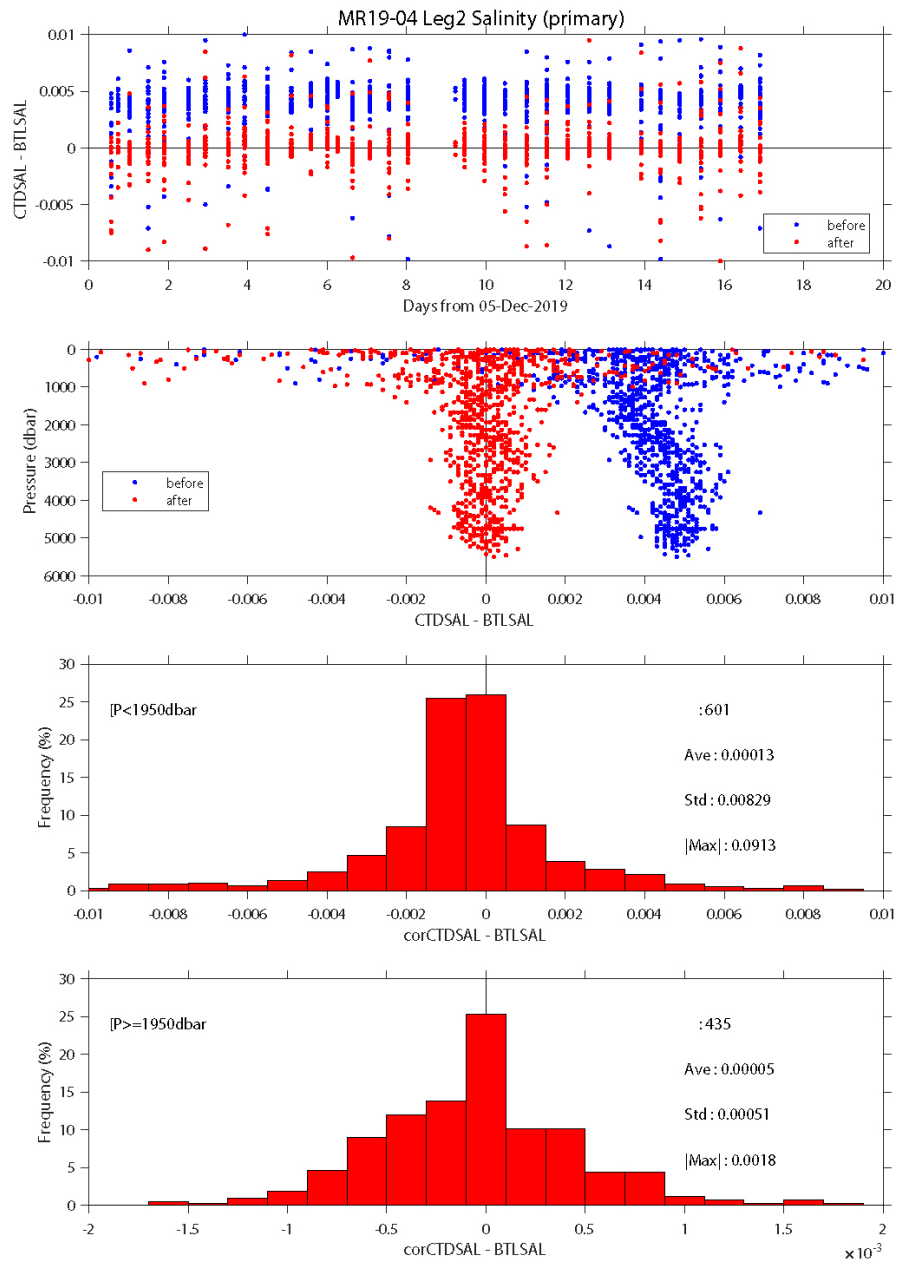 MR19-04 Leg2 Salinity (primary)
0.01
0.005
0
-0.005
-0.01
CTDSAL - BTLSAL
before
after
0 2 4 6 8 10 12 14 16 18 20
Days from 05-Dec-2019
0
1000
2000
3000
4000
5000
6000
Pressure (dbar)
before
after
-0.01 -0.008 -0.006 -0.004 -0.002 0 0.002 0.004 0.006 0.008 0.01
CTDSAL - BTLSAL
30
25
20
15
10
5
0
Frequency (%)
[P<1950dbar :601
Ave : 0.00013
Std : 0.00829
|Max| : 0.0913
-0.01 -0.008 -0.006 -0.004 -0.002 0 0.002 0.004 0.006 0.008 0.01
corCTDSAL - BTLSAL
30
25
20
15
10
5
0
Frequency (%)
[P>=1950dbar :435
Ave : 0.00005
Std : 0.00051
|Max| : 0.0018
-2 -1.5 -1 -0.5 0 0.5 1 1.5 2
corCTDSAL - BTLSAL
×10⁻³